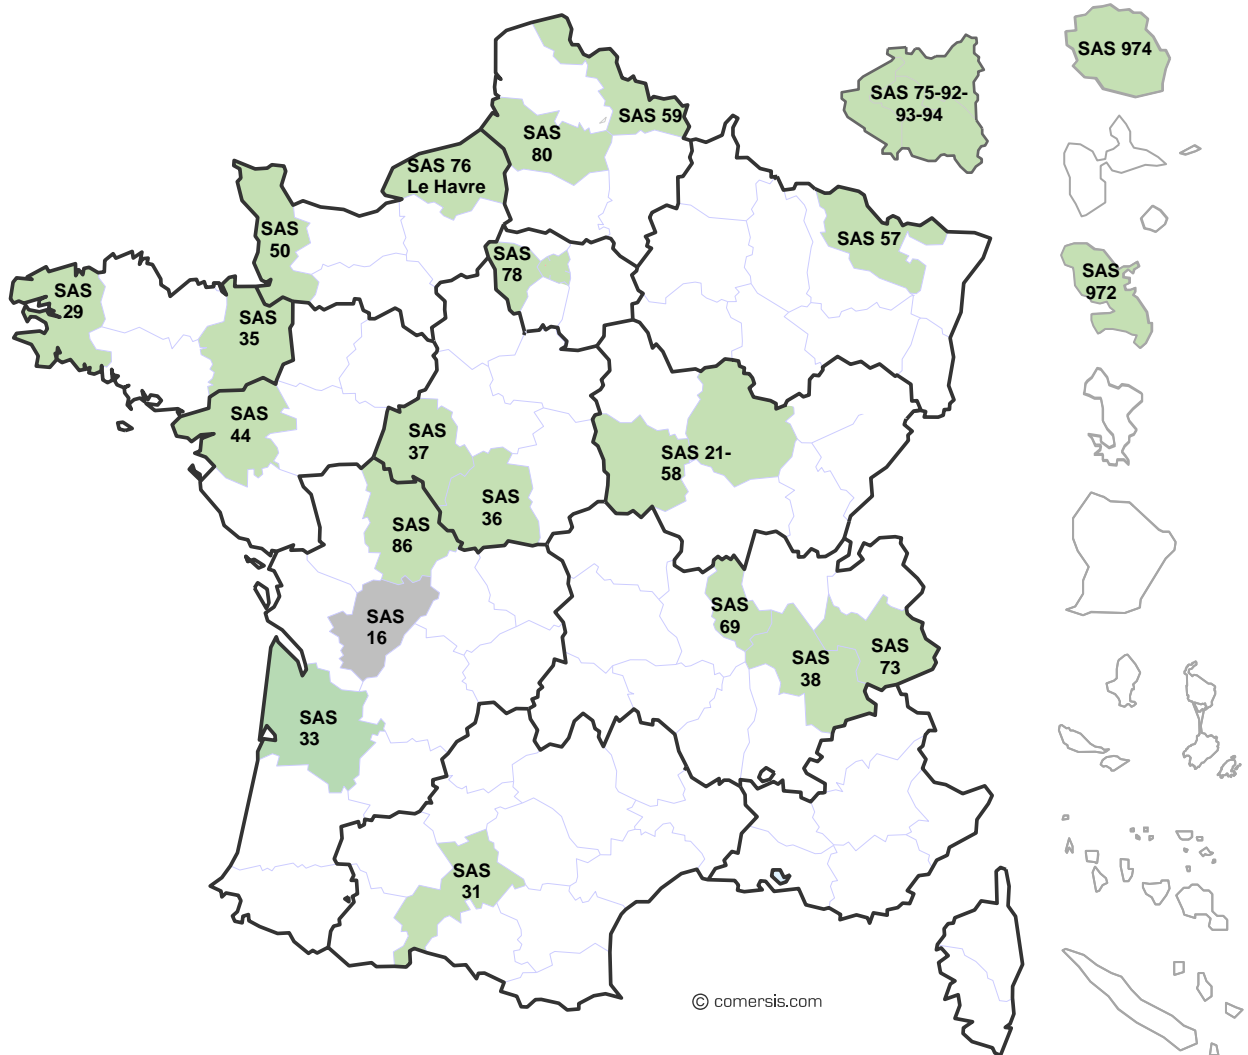 SAS 974
SAS 75-92-
93-94
SAS 59
SAS
80
SAS 76
Le Havre
SAS
50
SAS 57
SAS
78
SAS
972
SAS
29
SAS
35
SAS
44
SAS
37
SAS 21-
58
SAS
36
SAS
86
SAS
16
SAS
69
SAS
38
SAS
73
SAS
33
SAS
31
© comersis.com